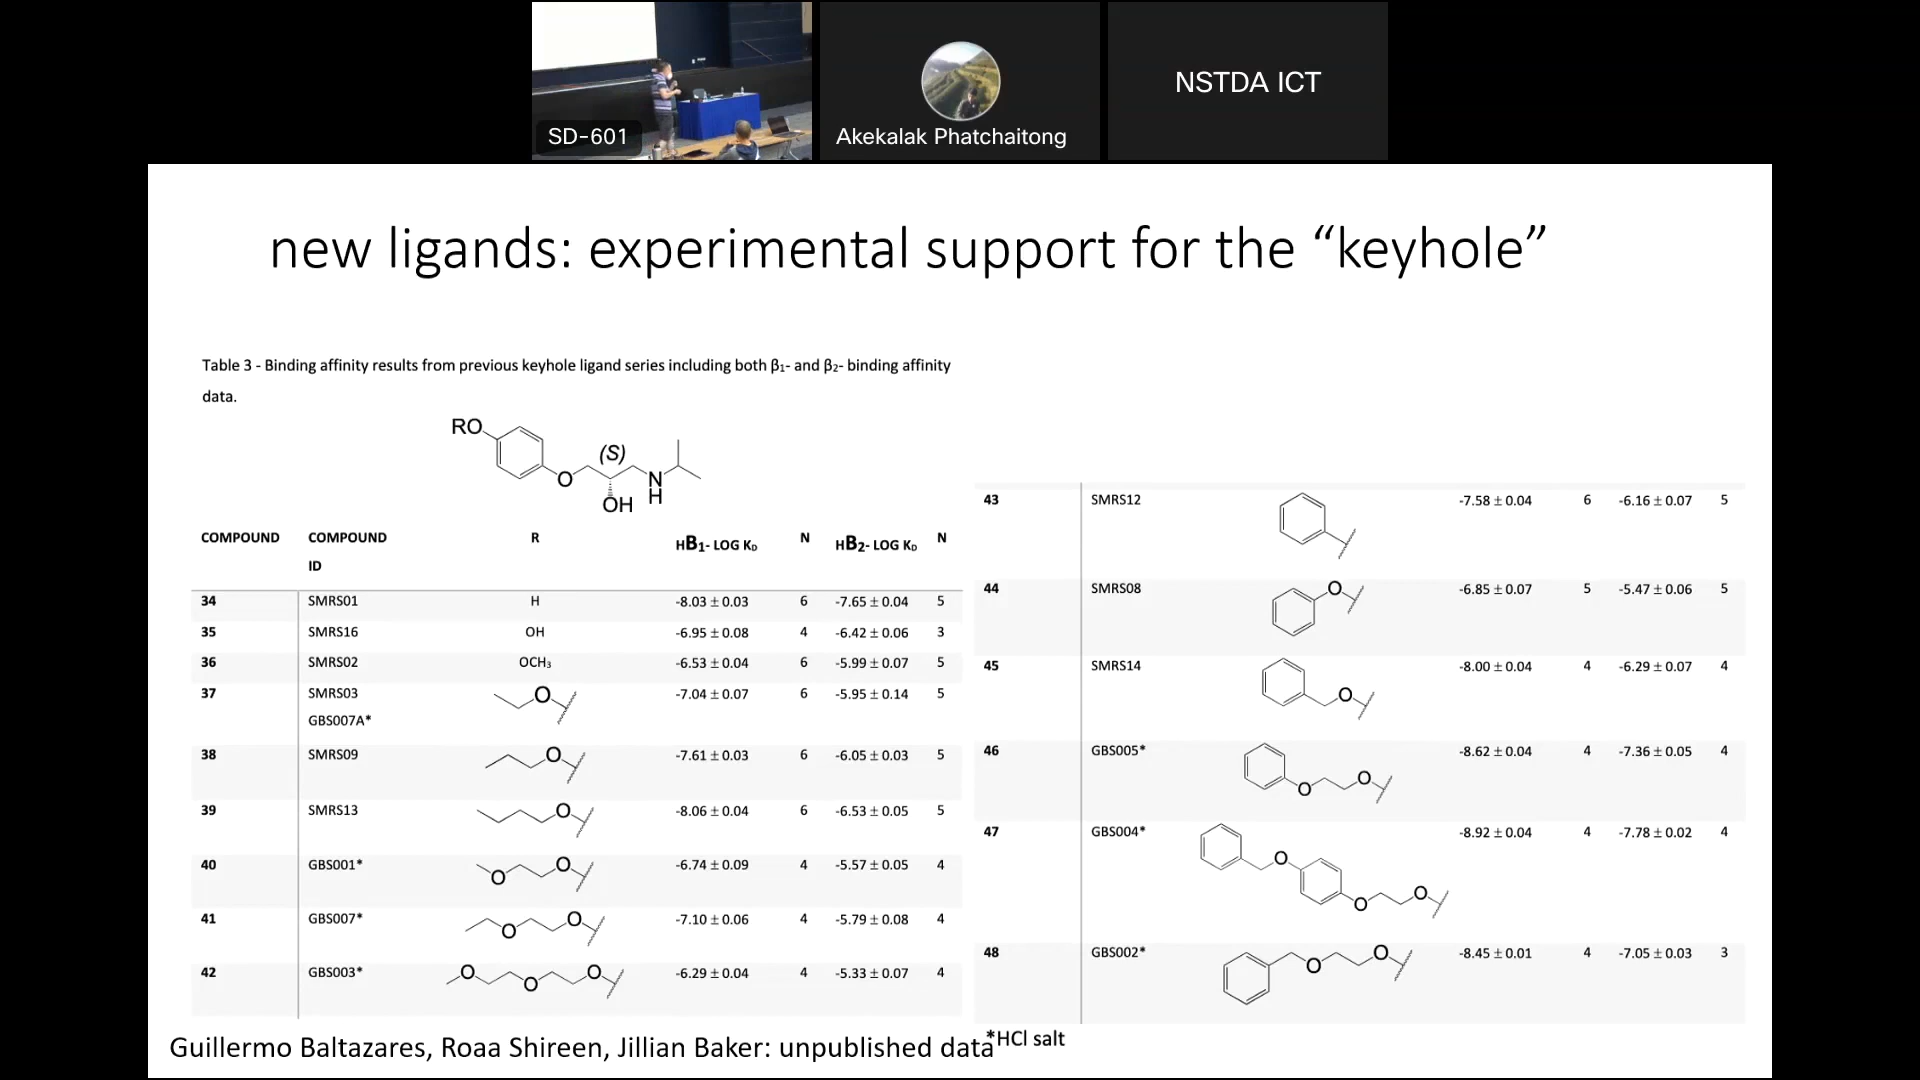 SD-601
Akekalak Phatchaitong
NSTDA ICT
new ligands: experimental support for the “keyhole”
Table 3 - Binding affinity results from previous keyhole ligand series including both β₁- and β₂- binding affinity
data.
RO
(S)
O
N
H
OH
COMPOUND COMPOUND ID R HB₁- LOG KD N HB₂- LOG KD N
34 SMRS01 H -8.03 ± 0.03 6 -7.65 ± 0.04 5
35 SMRS16 OH -6.95 ± 0.08 4 -6.42 ± 0.06 3
36 SMRS02 OCH₃ -6.53 ± 0.04 6 -5.99 ± 0.07 5
37 SMRS03 O -7.04 ± 0.07 6 -5.95 ± 0.14 5
GBS007A*
38 SMRS09 O -7.61 ± 0.03 6 -6.05 ± 0.03 5
39 SMRS13 O -8.06 ± 0.04 6 -6.53 ± 0.05 5
40 GBS001* O O -6.74 ± 0.09 4 -5.57 ± 0.05 4
41 GBS007* O O -7.10 ± 0.06 4 -5.79 ± 0.08 4
42 GBS003* O O O -6.29 ± 0.04 4 -5.33 ± 0.07 4
43 SMRS12 -7.58 ± 0.04 6 -6.16 ± 0.07 5
44 SMRS08 O -6.85 ± 0.07 5 -5.47 ± 0.06 5
45 SMRS14 O -8.00 ± 0.04 4 -6.29 ± 0.07 4
46 GBS005* O O -8.62 ± 0.04 4 -7.36 ± 0.05 4
47 GBS004* O O O -8.92 ± 0.04 4 -7.78 ± 0.02 4
48 GBS002* O O -8.45 ± 0.01 4 -7.05 ± 0.03 3
*HCl salt
Guillermo Baltazares, Roaa Shireen, Jillian Baker: unpublished data